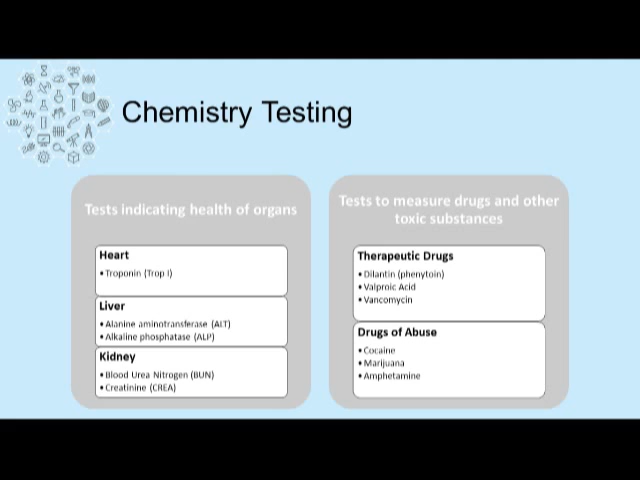 Chemistry Testing
Tests indicating health of organs
Heart
• Troponin (Trop I)
Liver
• Alanine aminotransferase (ALT)
• Alkaline phosphatase (ALP)
Kidney
• Blood Urea Nitrogen (BUN)
• Creatinine (CREA)
Tests to measure drugs and other
toxic substances
Therapeutic Drugs
• Dilantin (phenytoin)
• Valproic Acid
• Vancomycin
Drugs of Abuse
• Cocaine
• Marijuana
• Amphetamine